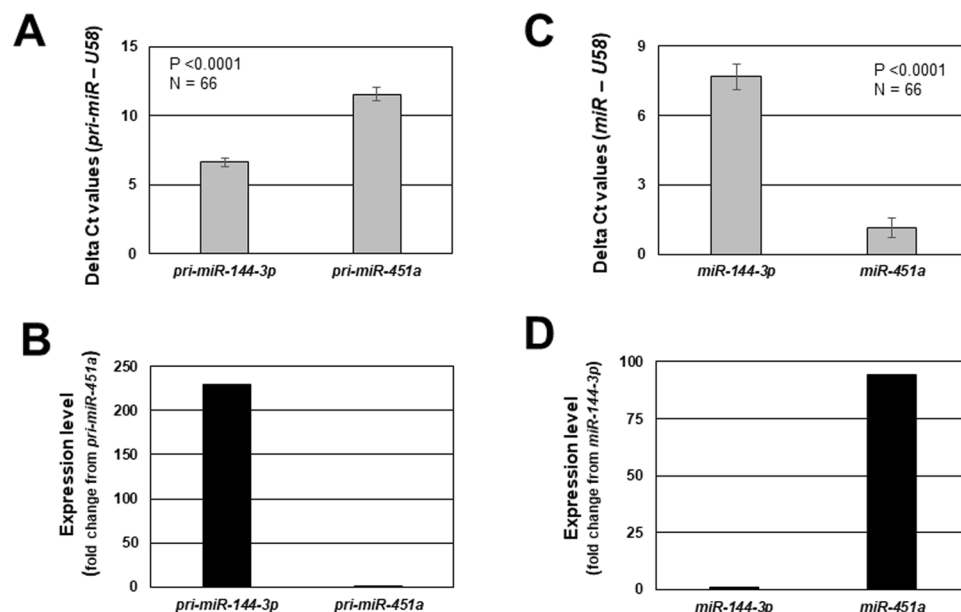 A
Delta Ct values (pri-miR – U58)
15
10
5
0
P <0.0001
N = 66
pri-miR-144-3p pri-miR-451a
C
Delta Ct values (miR – U58)
9
6
3
0
P <0.0001
N = 66
miR-144-3p miR-451a
B
Expression level
(fold change from pri-miR-451a)
250
200
150
100
50
0
pri-miR-144-3p pri-miR-451a
D
Expression level
(fold change from miR-144-3p)
100
75
50
25
0
miR-144-3p miR-451a